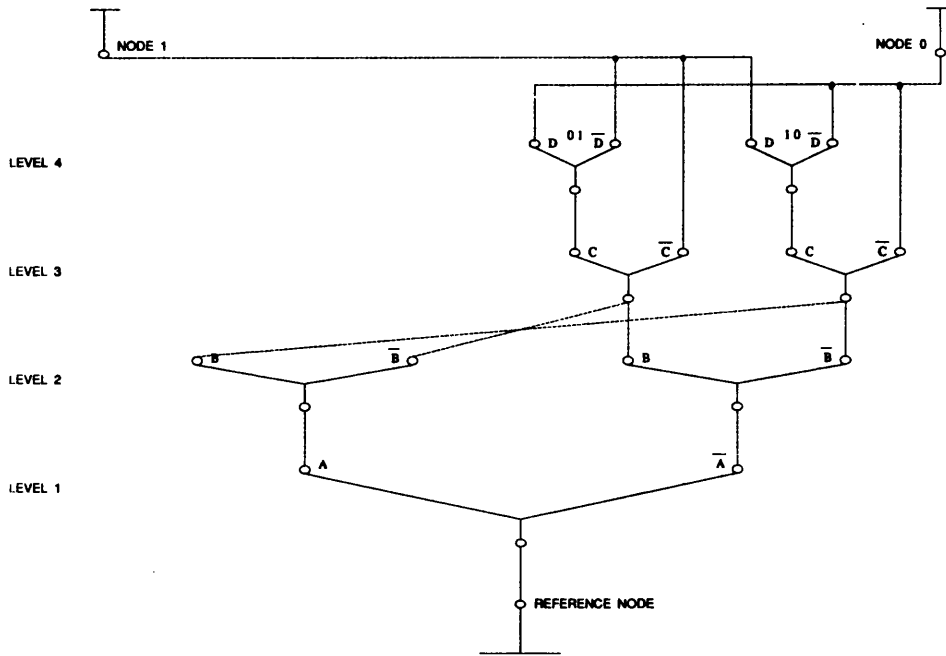 NODE 1
NODE 0
D 01 D̅ D 10 D̅
LEVEL 4
C C̅ C C̅
LEVEL 3
B B̅ B B̅
LEVEL 2
A A̅
LEVEL 1
REFERENCE NODE